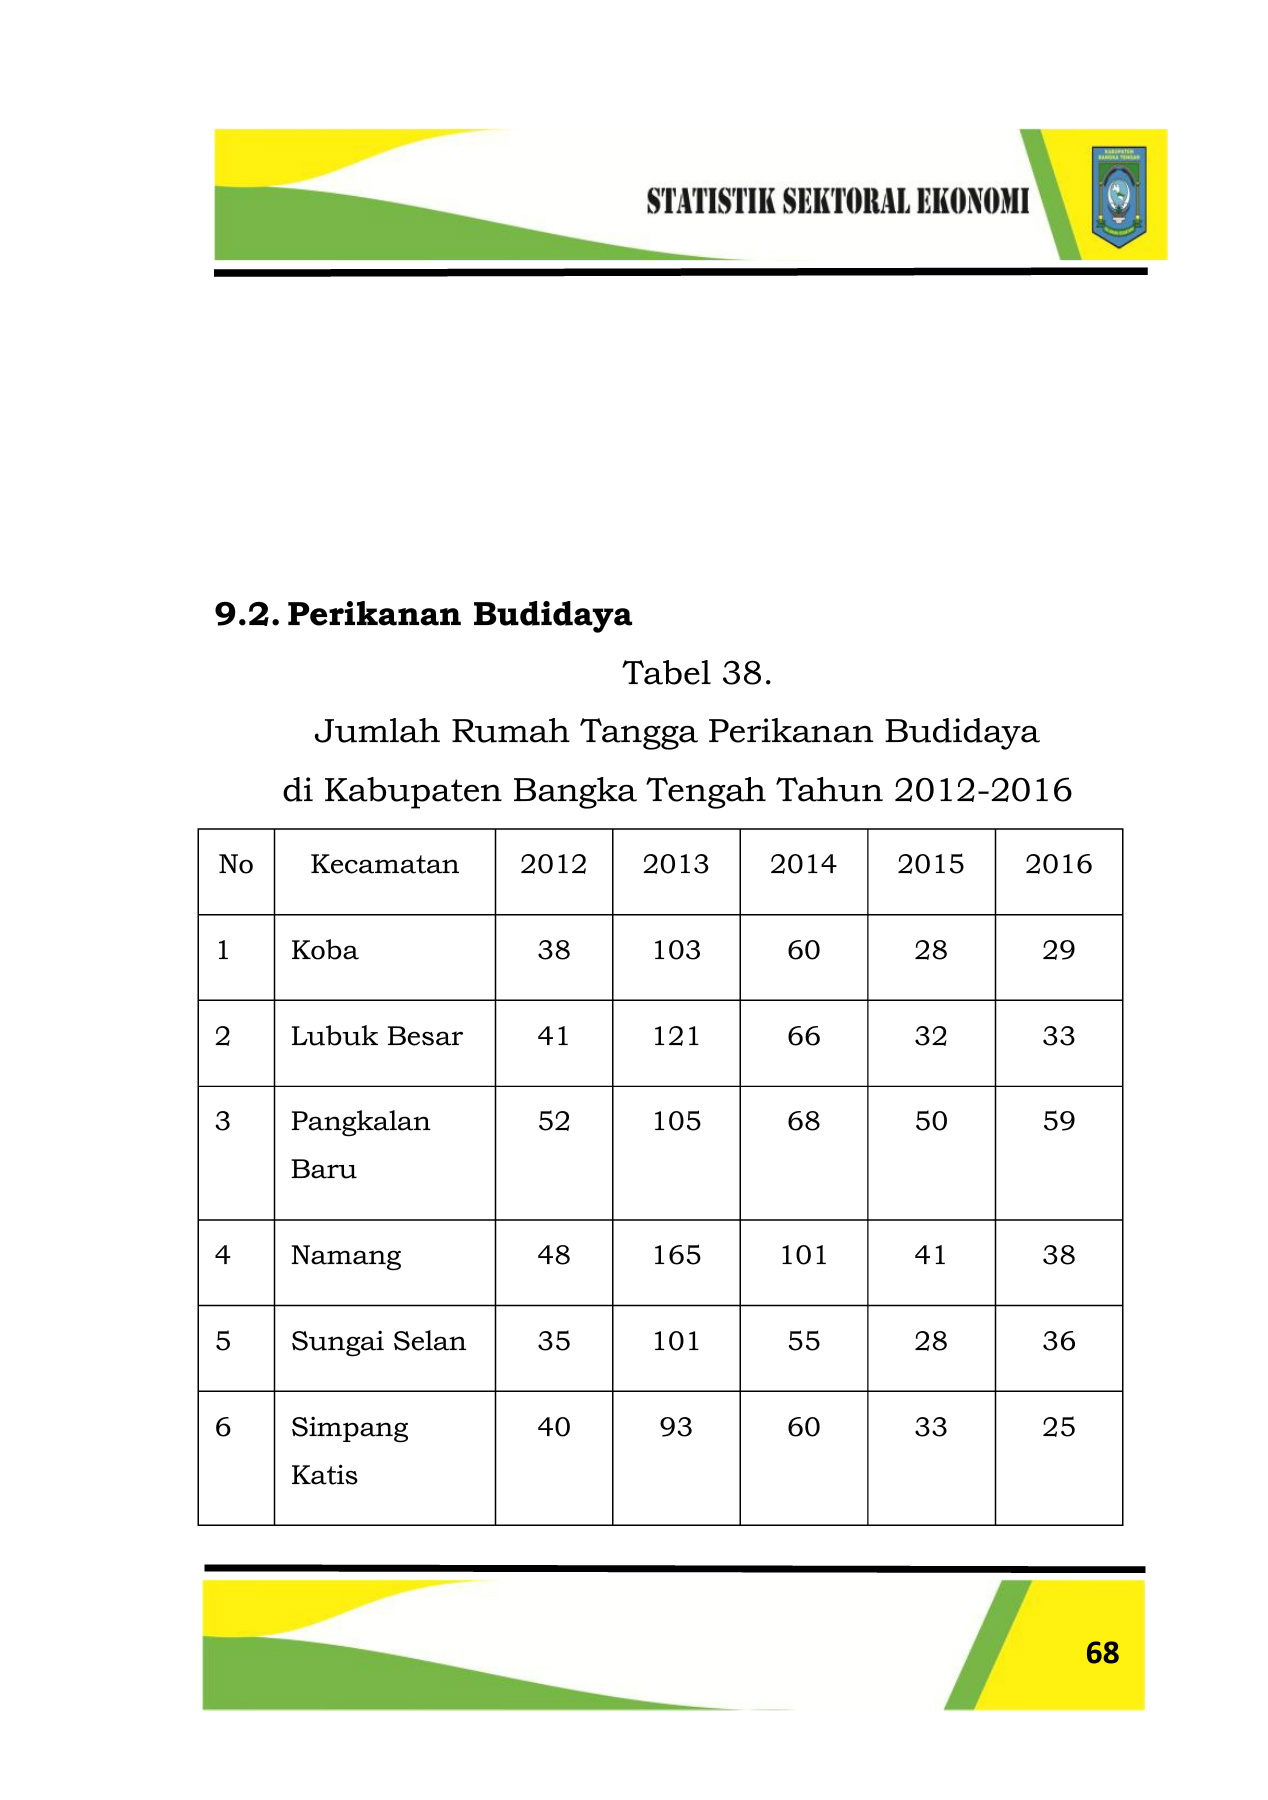 STATISTIK SEKTORAL EKONOMI
KABUPATEN
BANGKA TENGAH
9.2. Perikanan Budidaya
Tabel 38.
Jumlah Rumah Tangga Perikanan Budidaya
di Kabupaten Bangka Tengah Tahun 2012-2016
No Kecamatan 2012 2013 2014 2015 2016
1 Koba 38 103 60 28 29
2 Lubuk Besar 41 121 66 32 33
3 Pangkalan 52 105 68 50 59
Baru
4 Namang 48 165 101 41 38
5 Sungai Selan 35 101 55 28 36
6 Simpang 40 93 60 33 25
Katis
68